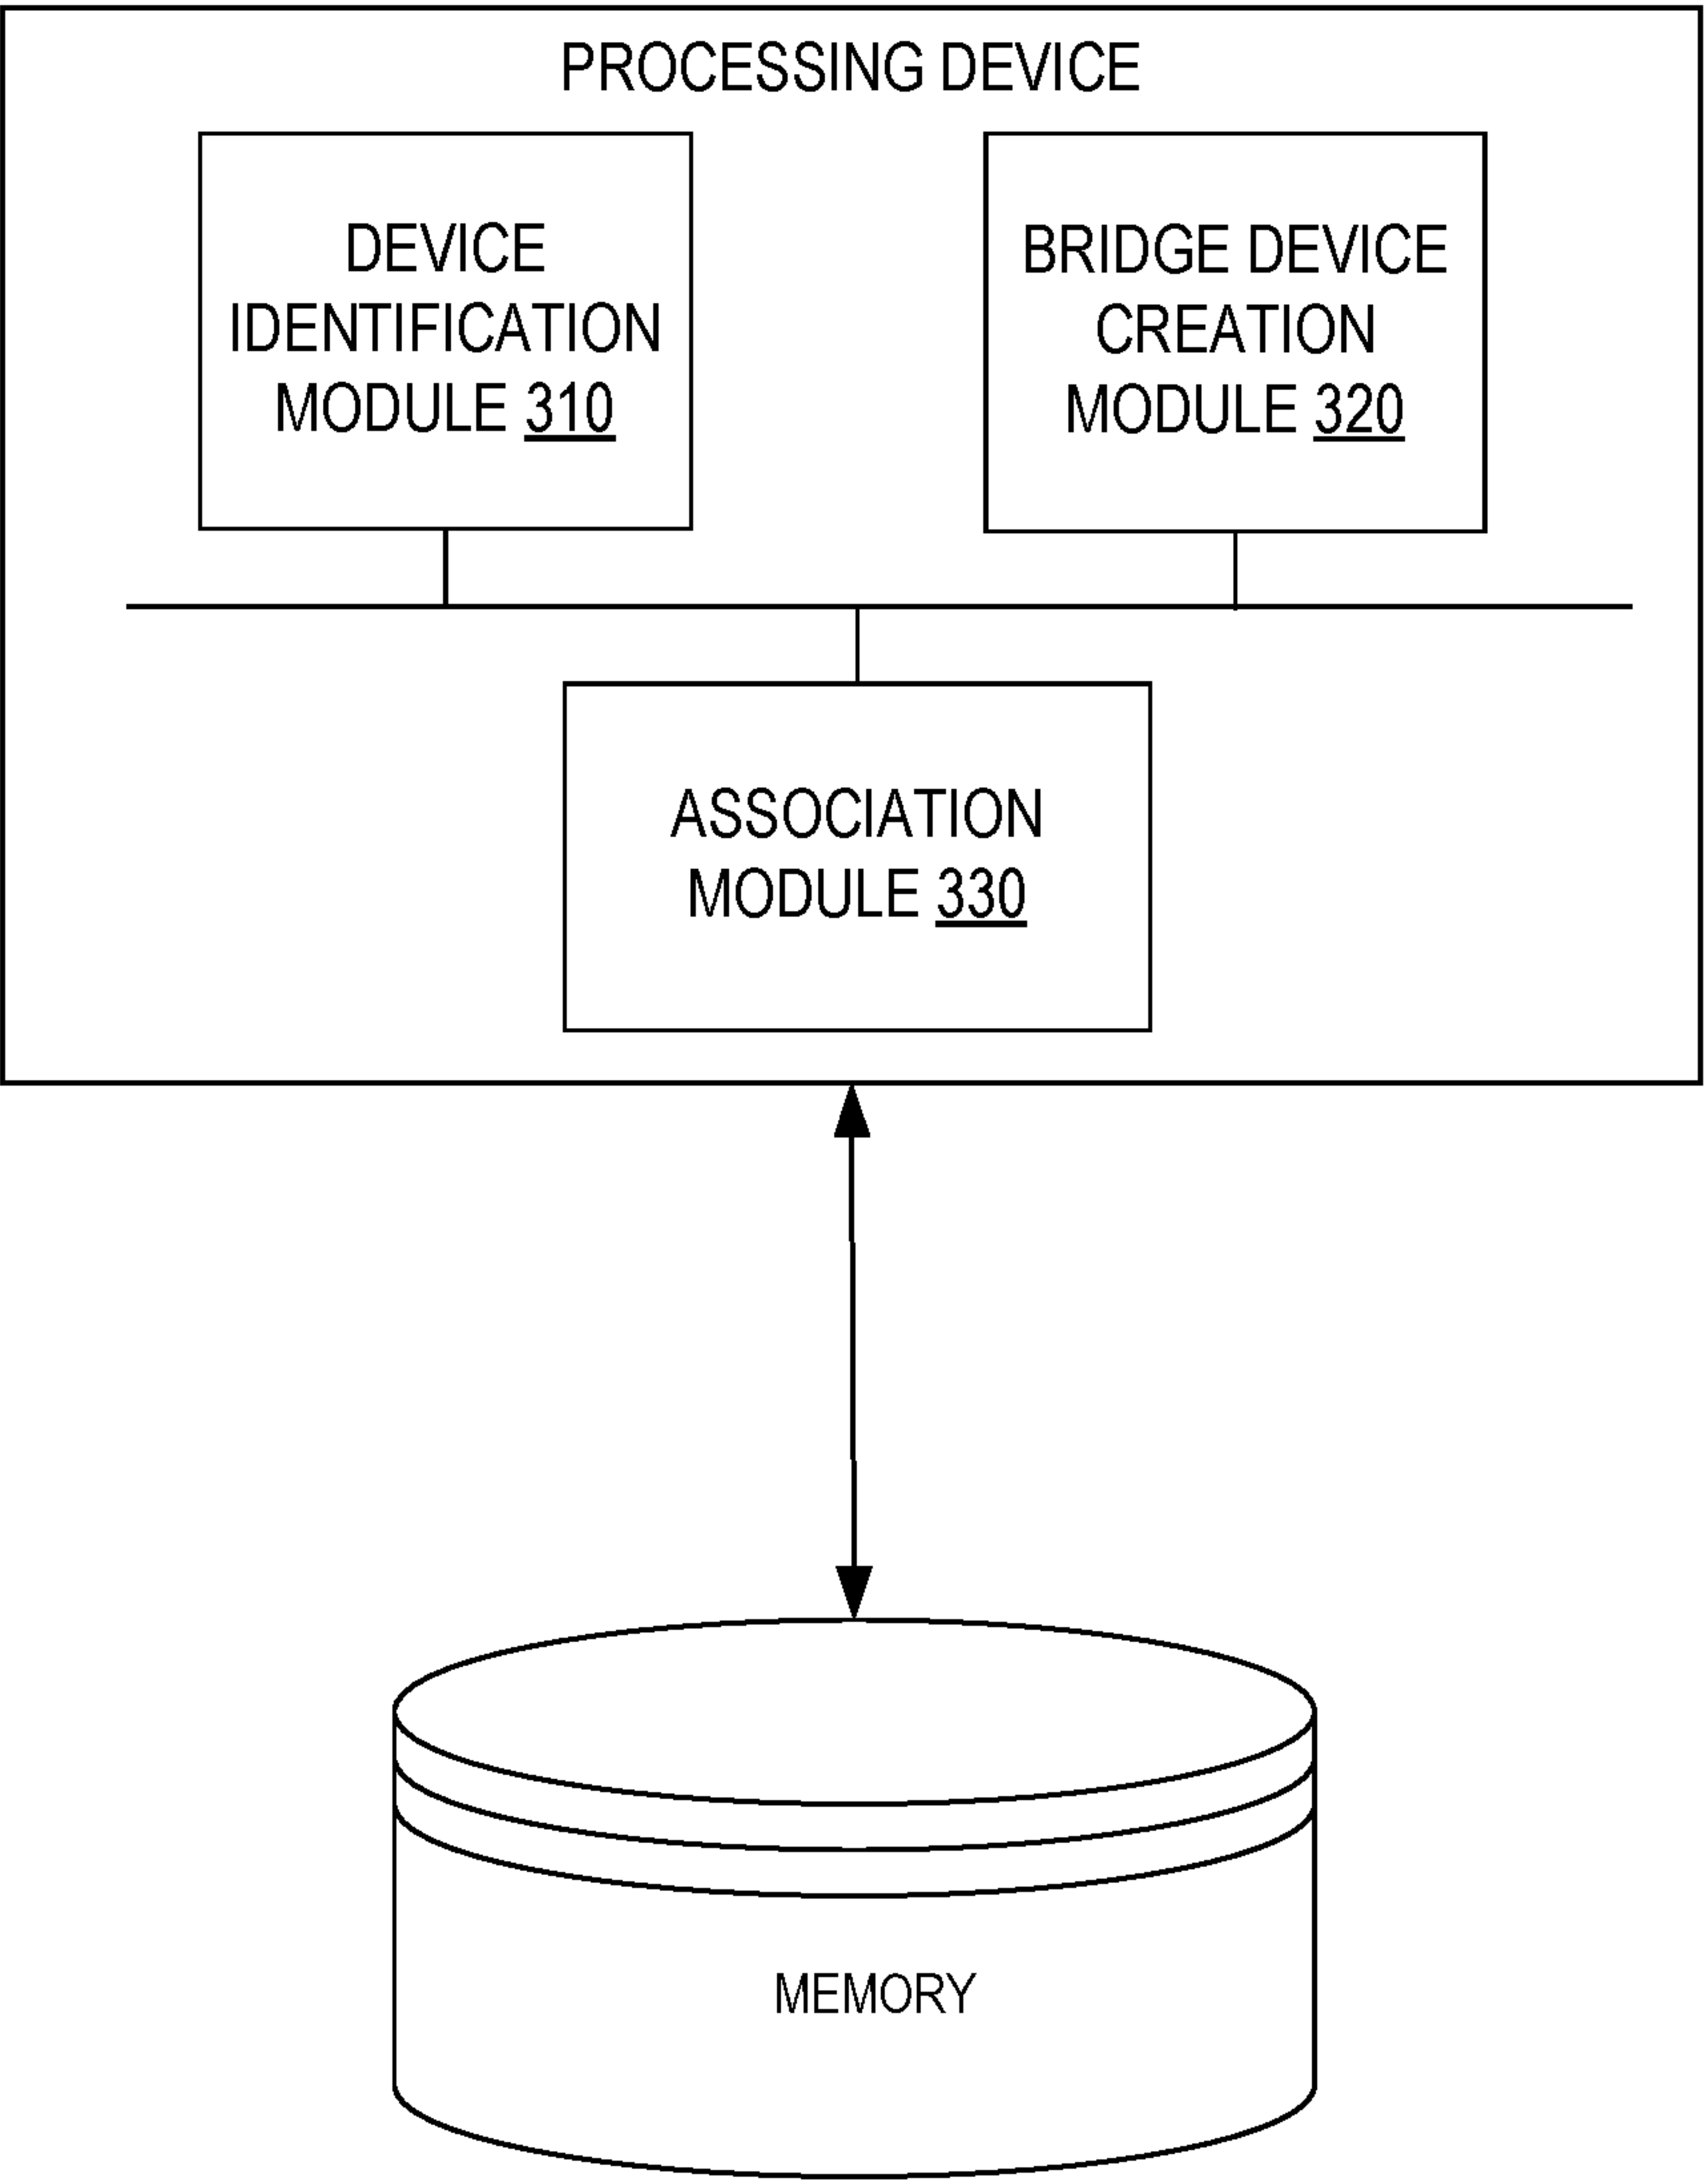 PROCESSING DEVICE
DEVICE
IDENTIFICATION
MODULE 310
BRIDGE DEVICE
CREATION
MODULE 320
ASSOCIATION
MODULE 330
MEMORY